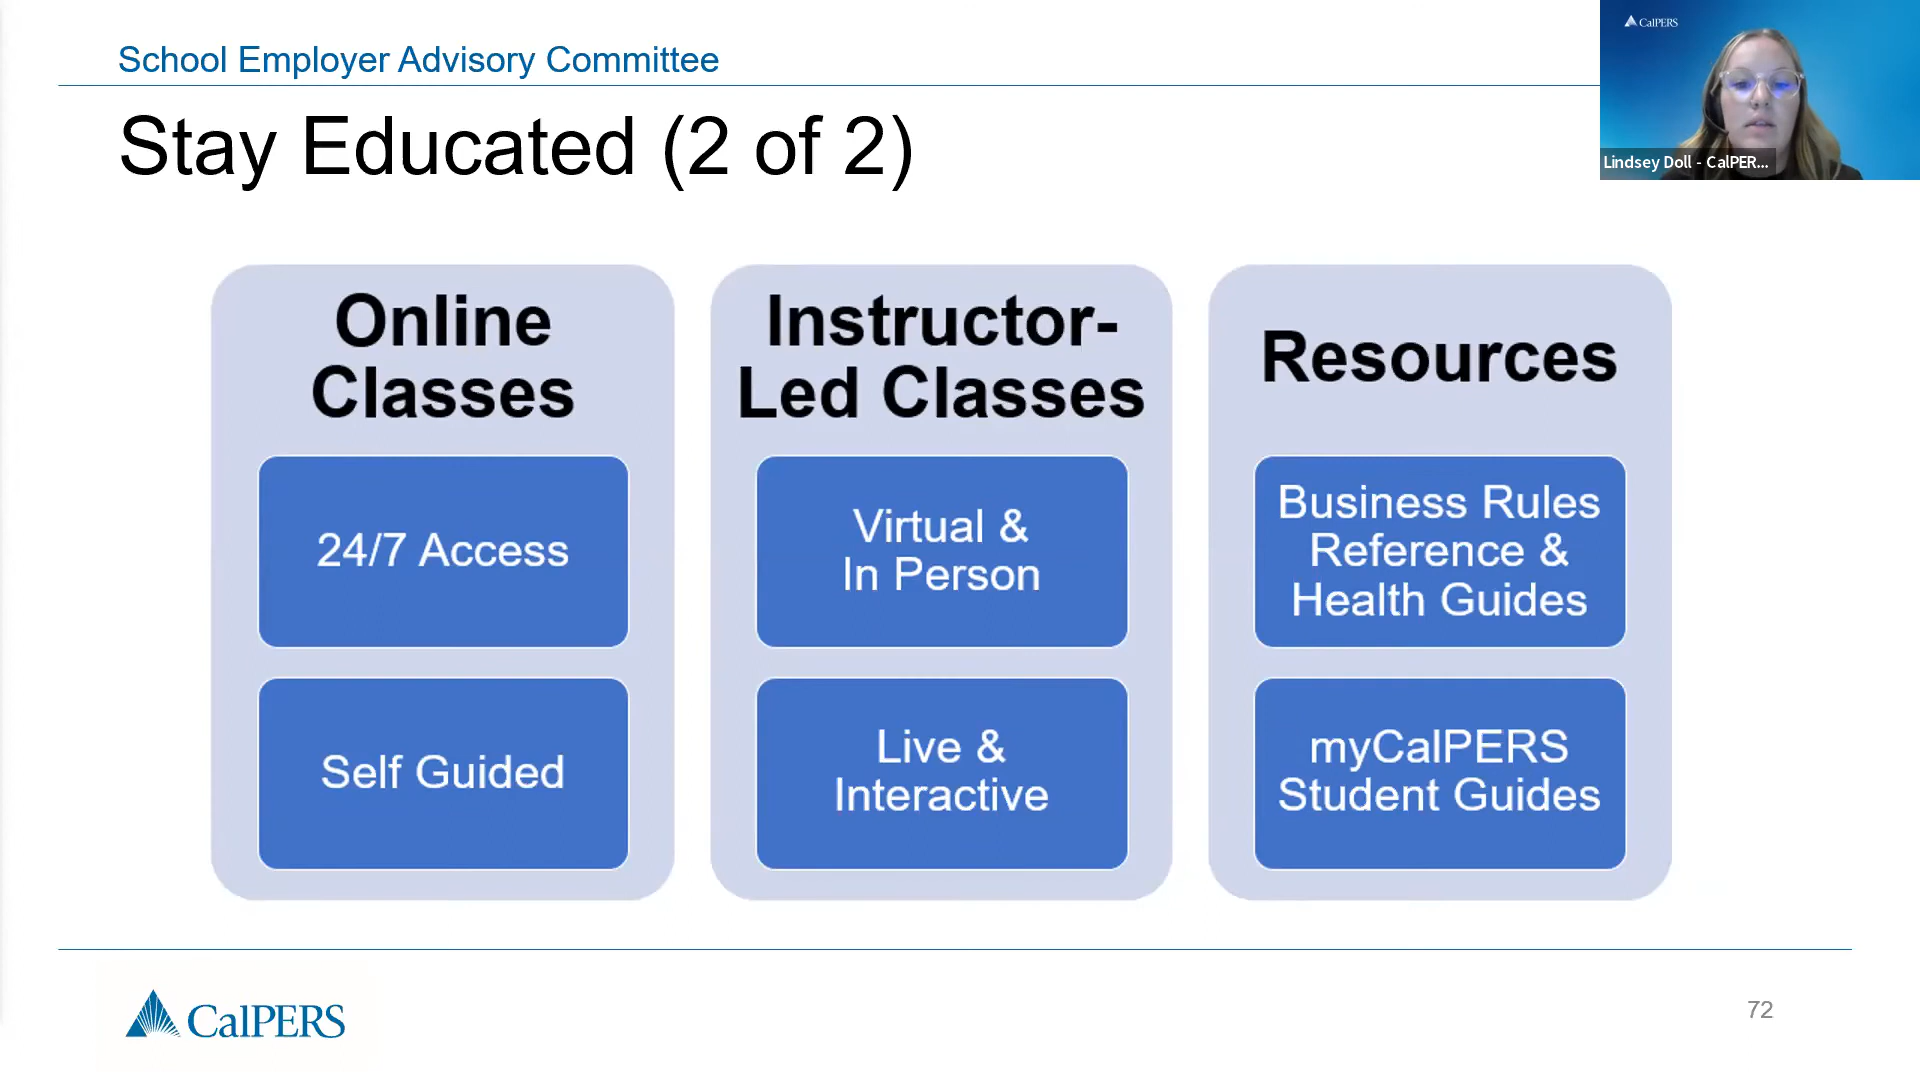 School Employer Advisory Committee
CalPERS
Lindsey Doll - CalPER...
Stay Educated (2 of 2)
Online
Classes
24/7 Access
Self Guided
Instructor-
Led Classes
Virtual &
In Person
Live &
Interactive
Resources
Business Rules
Reference &
Health Guides
myCalPERS
Student Guides
CalPERS
72